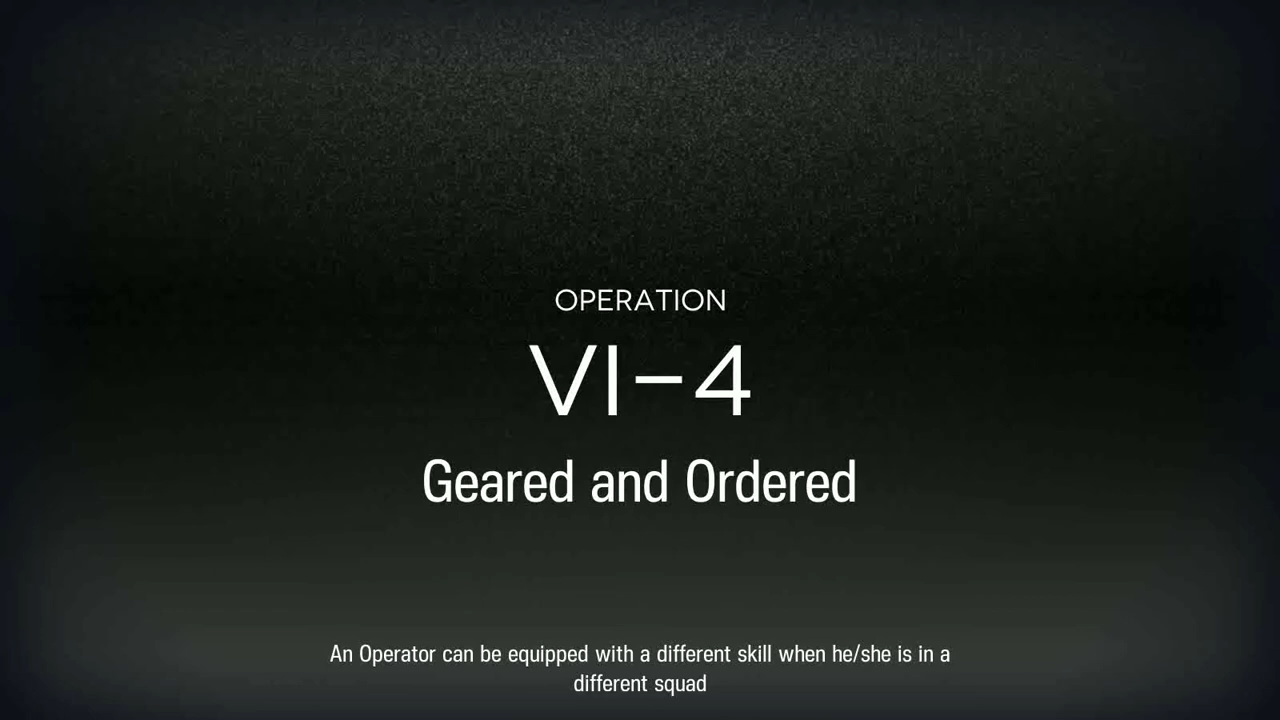 OPERATION
VI-4
Geared and Ordered
An Operator can be equipped with a different skill when he/she is in a
different squad